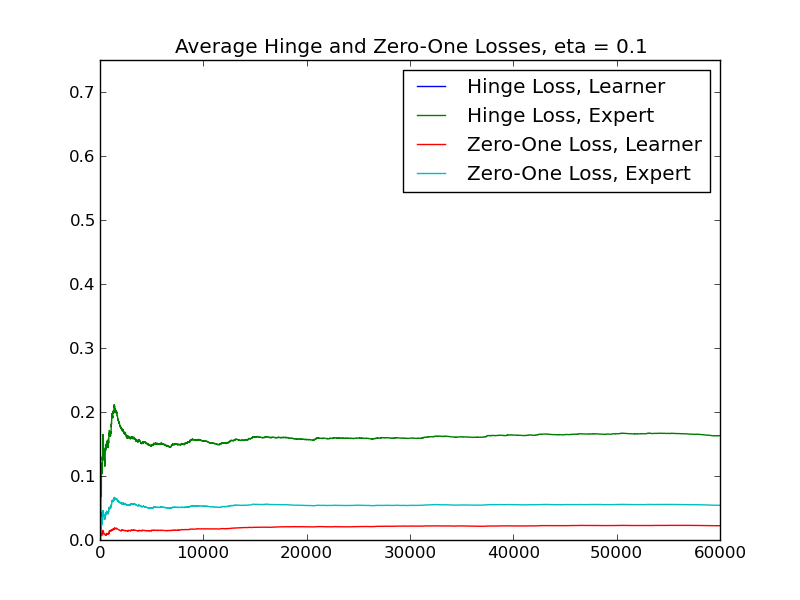 Average Hinge and Zero-One Losses, eta = 0.1
0.7
0.6
0.5
0.4
0.3
0.2
0.1
0.0
Hinge Loss, Learner
Hinge Loss, Expert
Zero-One Loss, Learner
Zero-One Loss, Expert
0 10000 20000 30000 40000 50000 60000